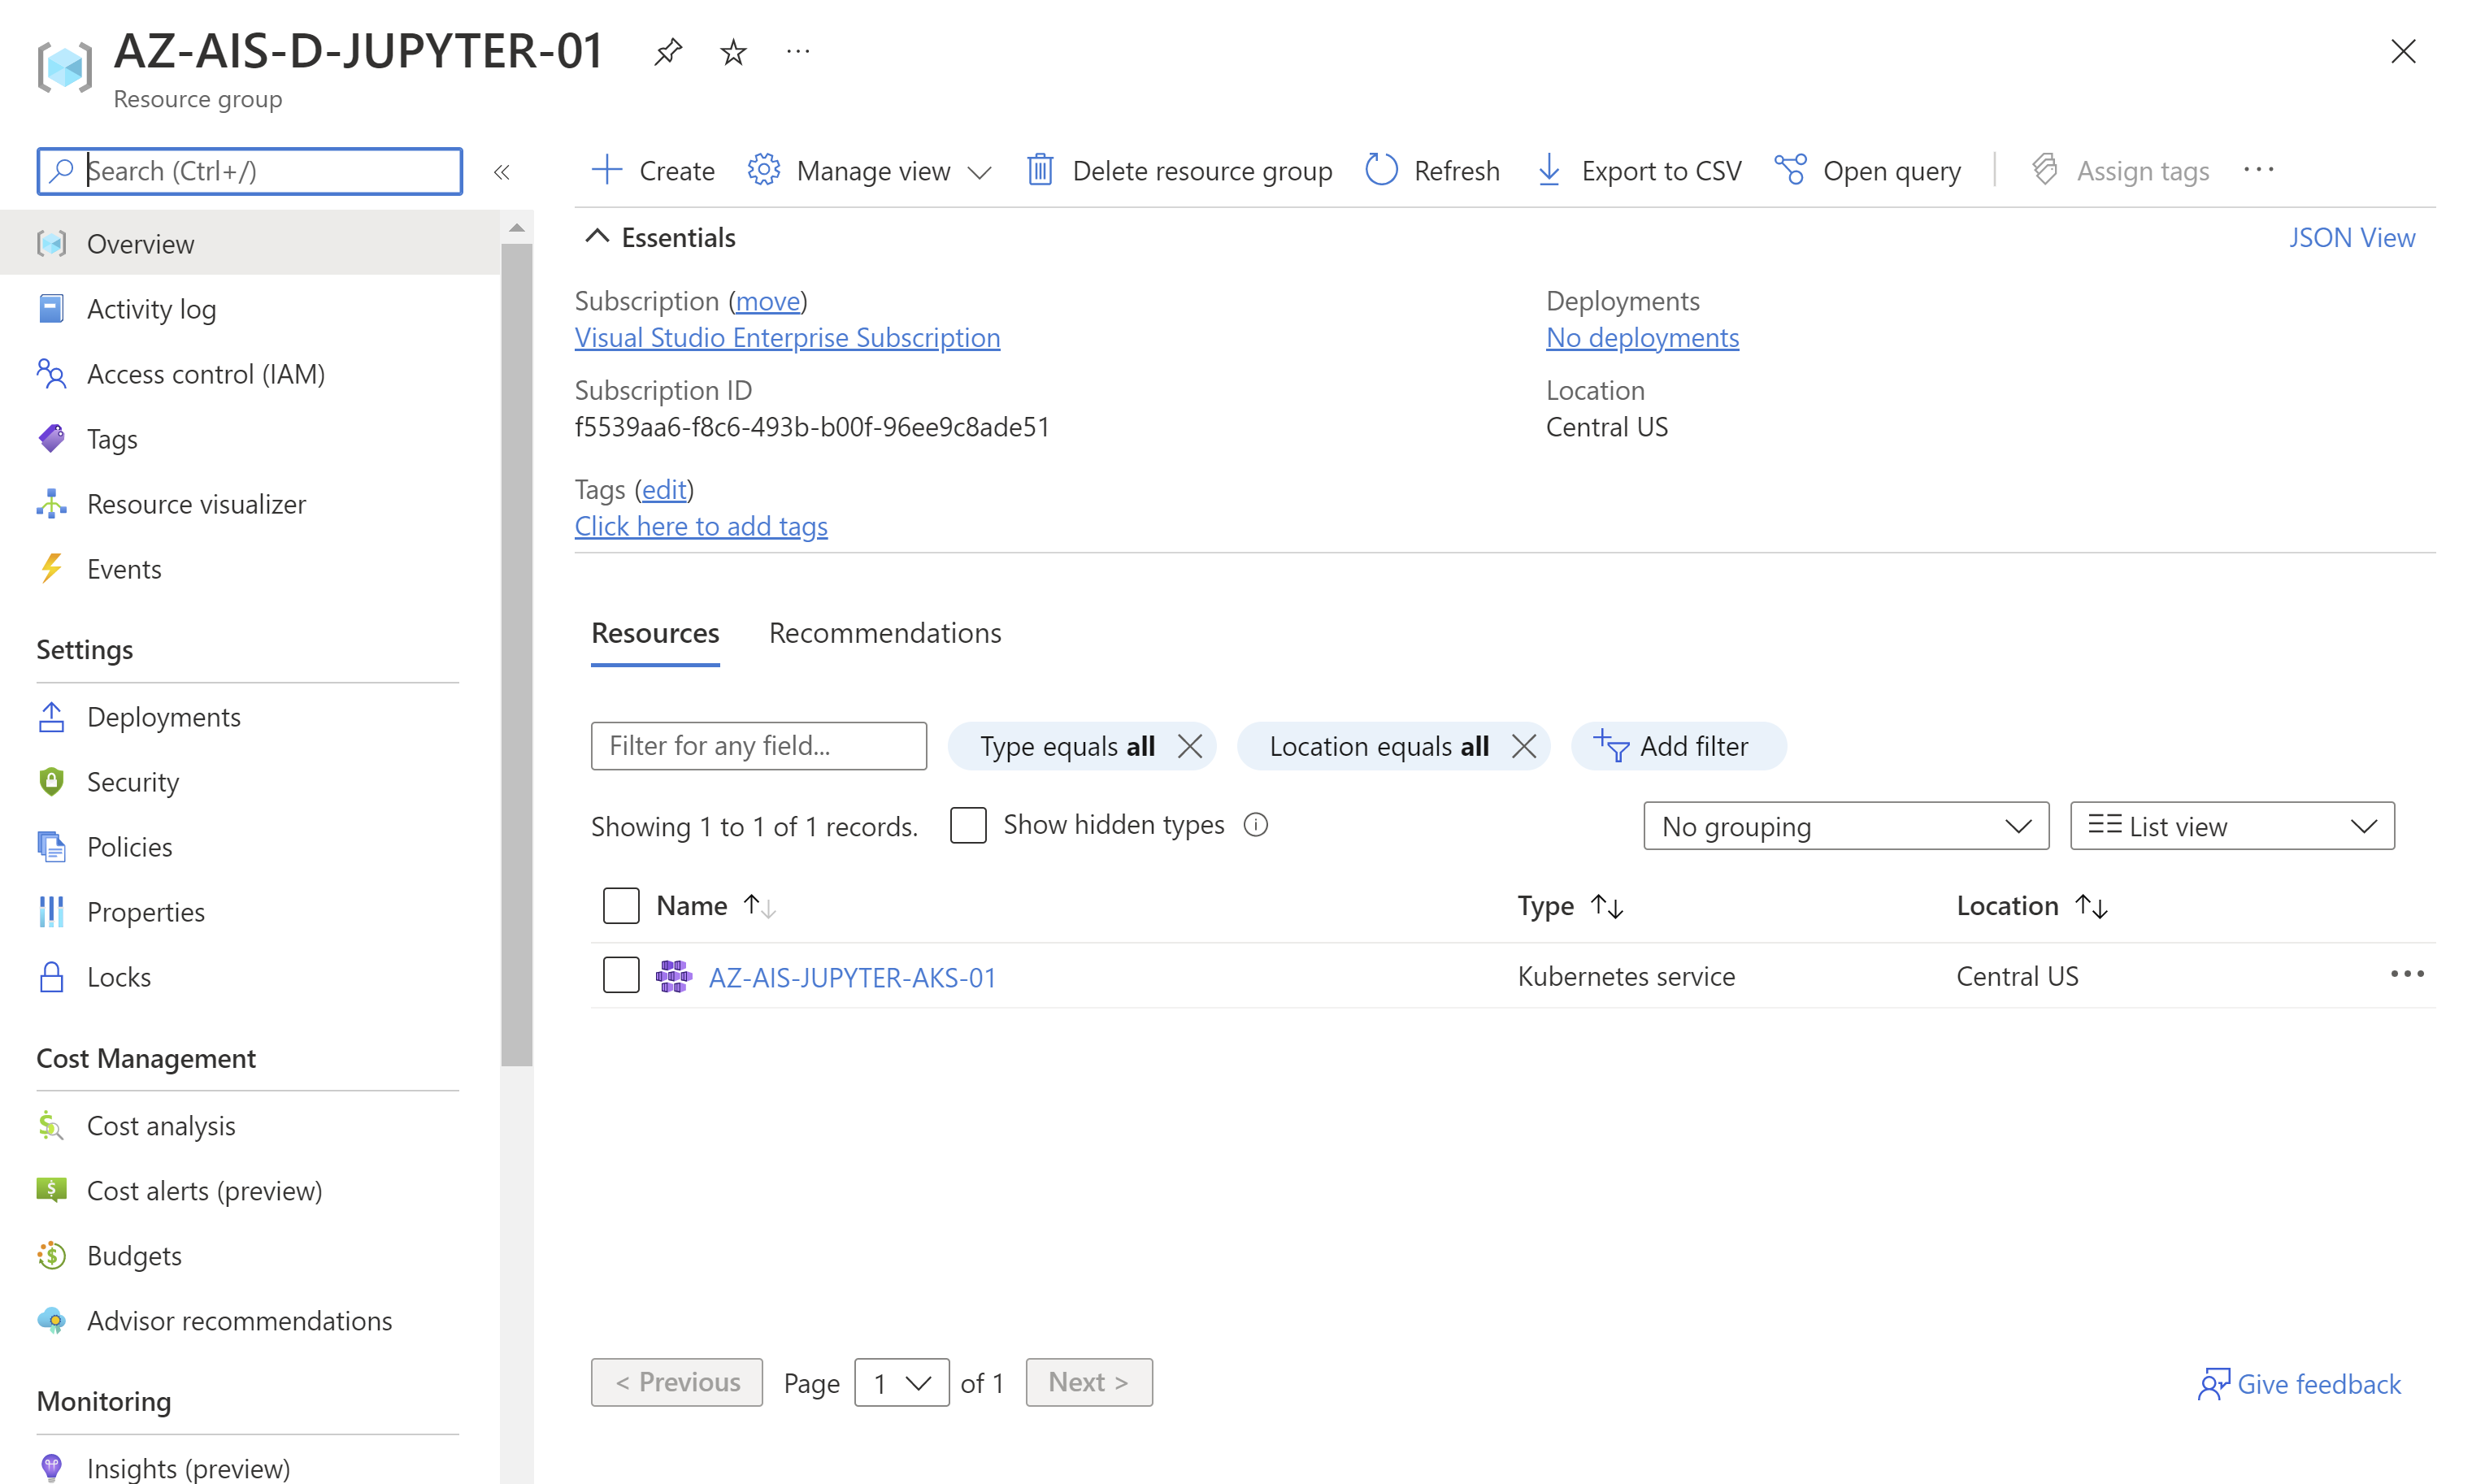 AZ-AIS-D-JUPYTER-01
Resource group
Search (Ctrl+/)
Overview
Activity log
Access control (IAM)
Tags
Resource visualizer
Events
Settings
Deployments
Security
Policies
Properties
Locks
Cost Management
Cost analysis
Cost alerts (preview)
Budgets
Advisor recommendations
Monitoring
Insights (preview)
Create Manage view Delete resource group Refresh Export to CSV Open query Assign tags
Essentials JSON View
Subscription (move)
Visual Studio Enterprise Subscription
Subscription ID
f5539aa6-f8c6-493b-b00f-96ee9c8ade51
Tags (edit)
Click here to add tags
Deployments
No deployments
Location
Central US
Resources Recommendations
Filter for any field... Type equals all Location equals all Add filter
Showing 1 to 1 of 1 records. Show hidden types No grouping List view
Name Type Location
AZ-AIS-JUPYTER-AKS-01 Kubernetes service Central US
< Previous Page 1 of 1 Next > Give feedback